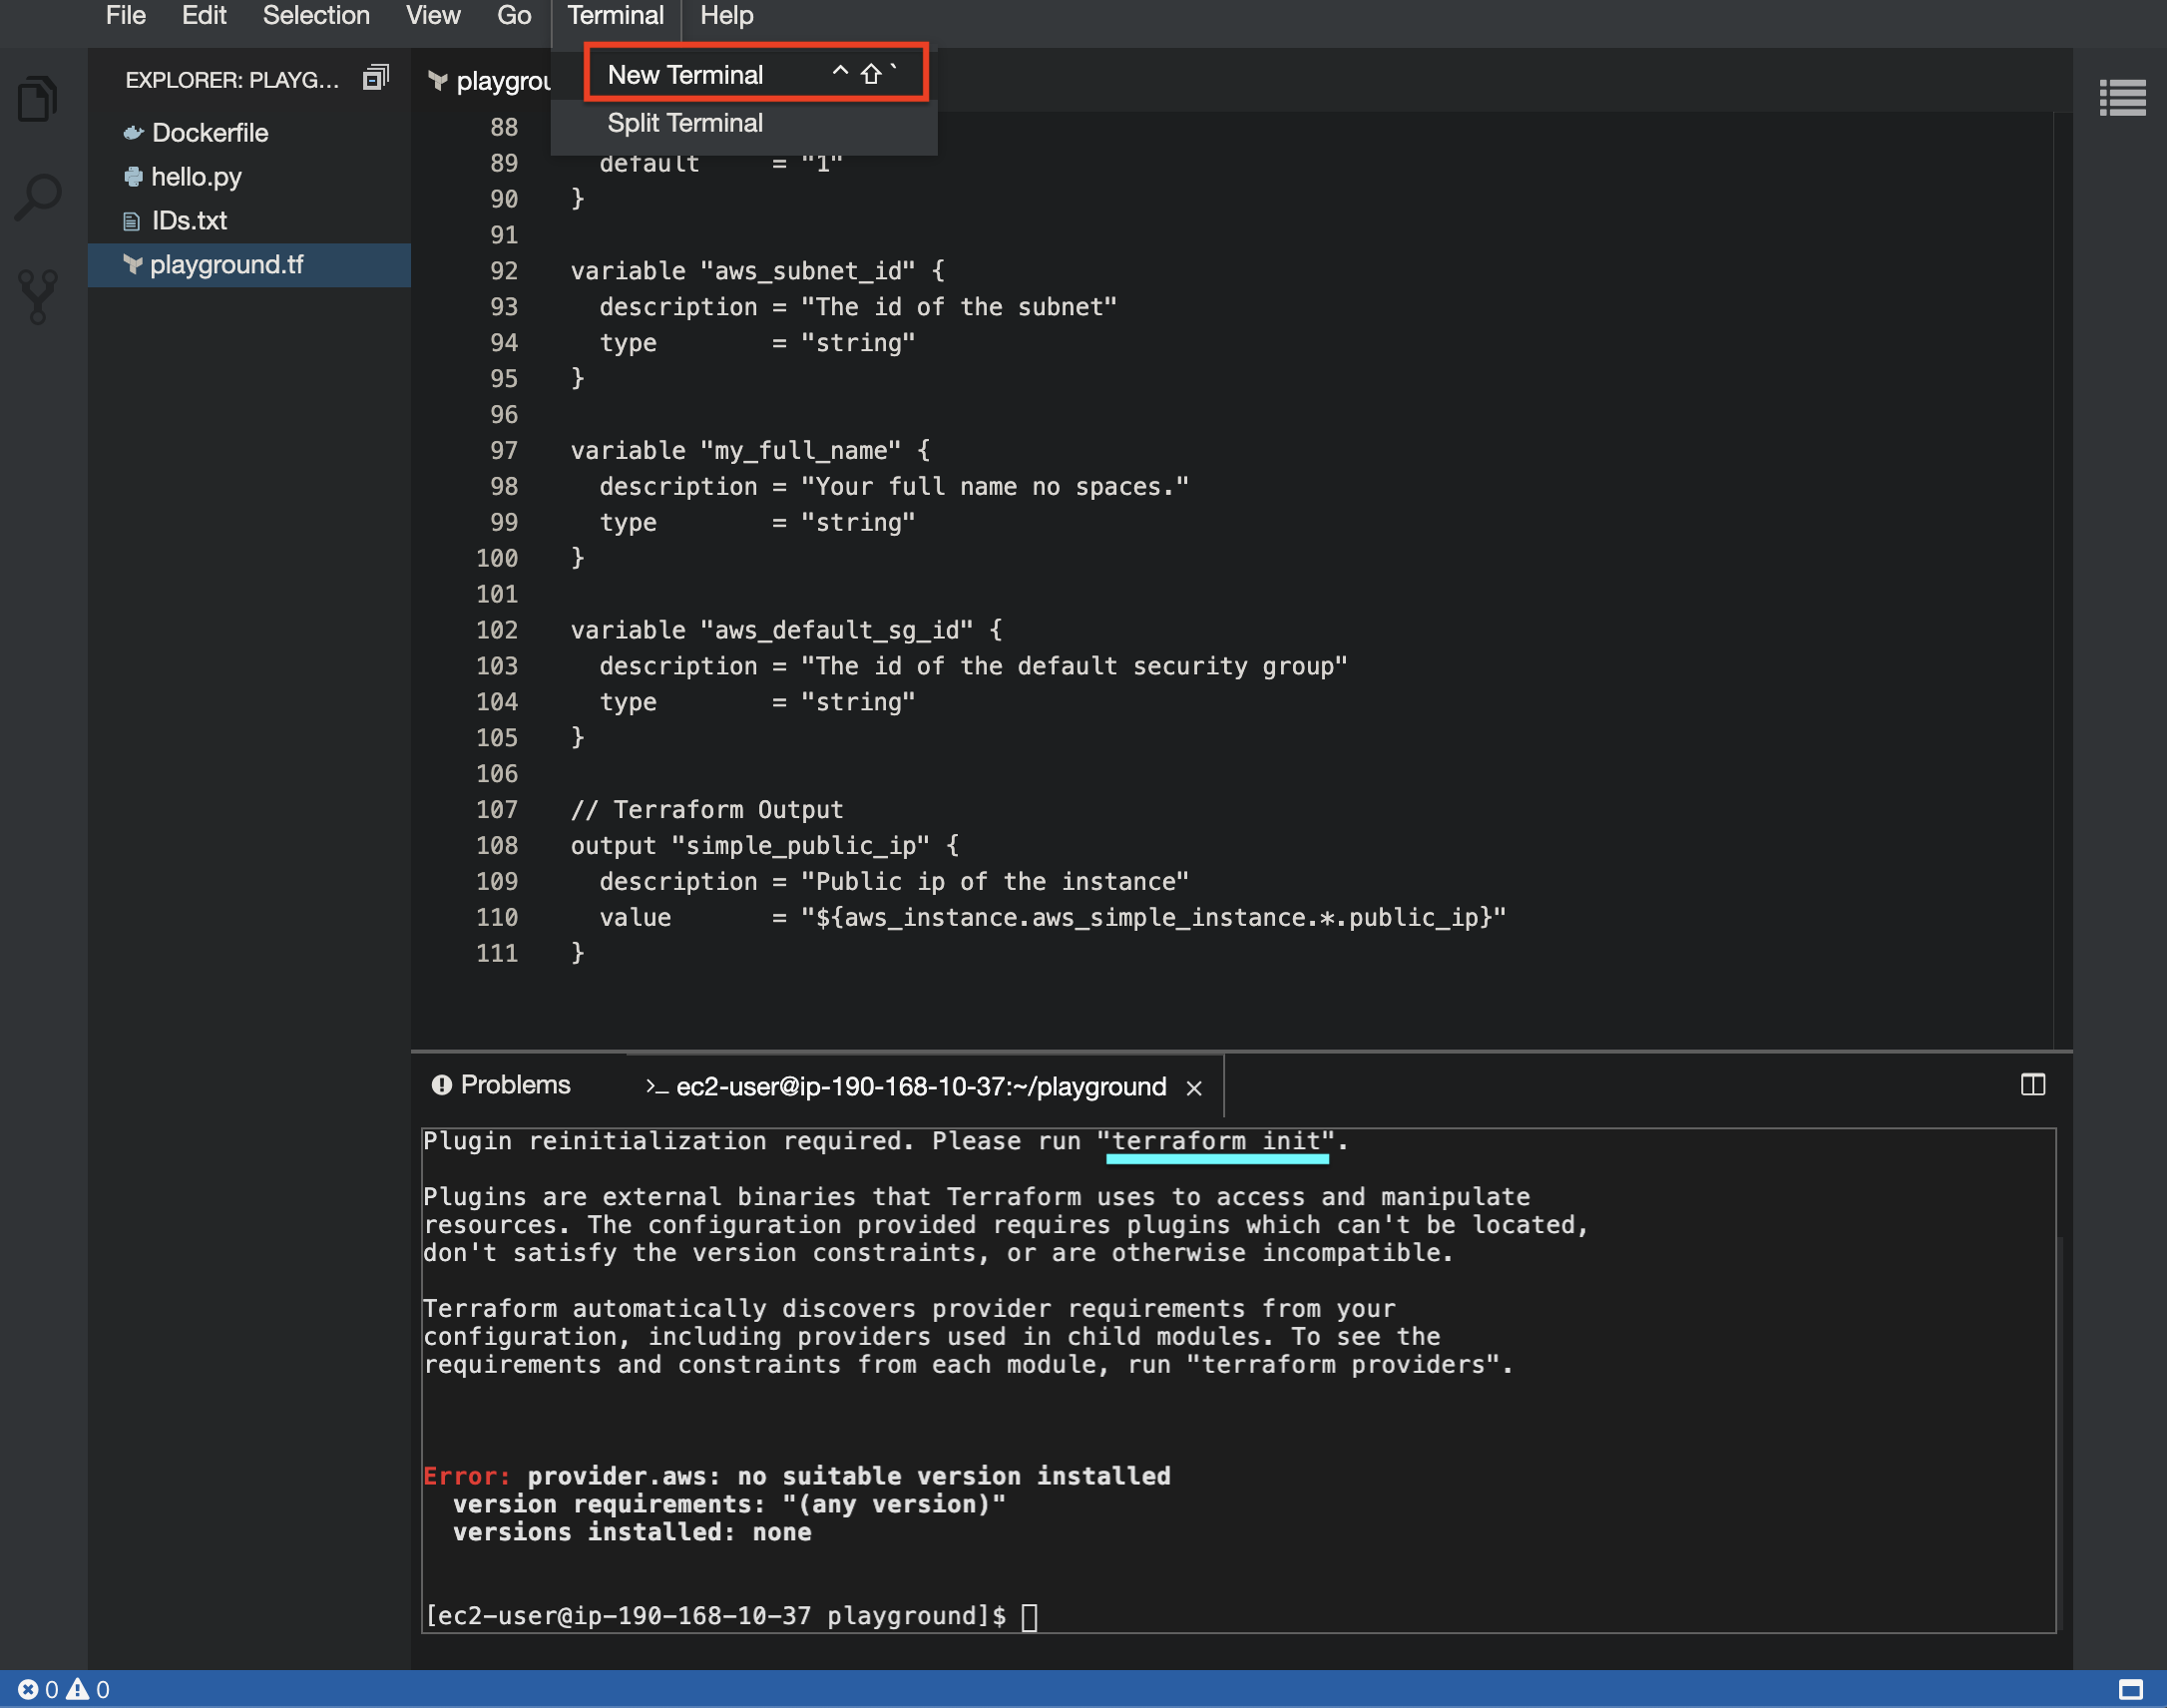 File Edit Selection View Go Terminal Help
New Terminal ^⇧`
Split Terminal
EXPLORER: PLAYG...
Dockerfile
hello.py
IDs.txt
playground.tf
playgrou
88
89   default     = "1"
90 }
91
92 variable "aws_subnet_id" {
93   description = "The id of the subnet"
94   type        = "string"
95 }
96
97 variable "my_full_name" {
98   description = "Your full name no spaces."
99   type        = "string"
100 }
101
102 variable "aws_default_sg_id" {
103   description = "The id of the default security group"
104   type        = "string"
105 }
106
107 // Terraform Output
108 output "simple_public_ip" {
109   description = "Public ip of the instance"
110   value       = "${aws_instance.aws_simple_instance.*.public_ip}"
111 }
Problems >_ ec2-user@ip-190-168-10-37:~/playground ×
Plugin reinitialization required. Please run "terraform init".
Plugins are external binaries that Terraform uses to access and manipulate
resources. The configuration provided requires plugins which can't be located,
don't satisfy the version constraints, or are otherwise incompatible.
Terraform automatically discovers provider requirements from your
configuration, including providers used in child modules. To see the
requirements and constraints from each module, run "terraform providers".
Error: provider.aws: no suitable version installed
  version requirements: "(any version)"
  versions installed: none
[ec2-user@ip-190-168-10-37 playground]$
0 0